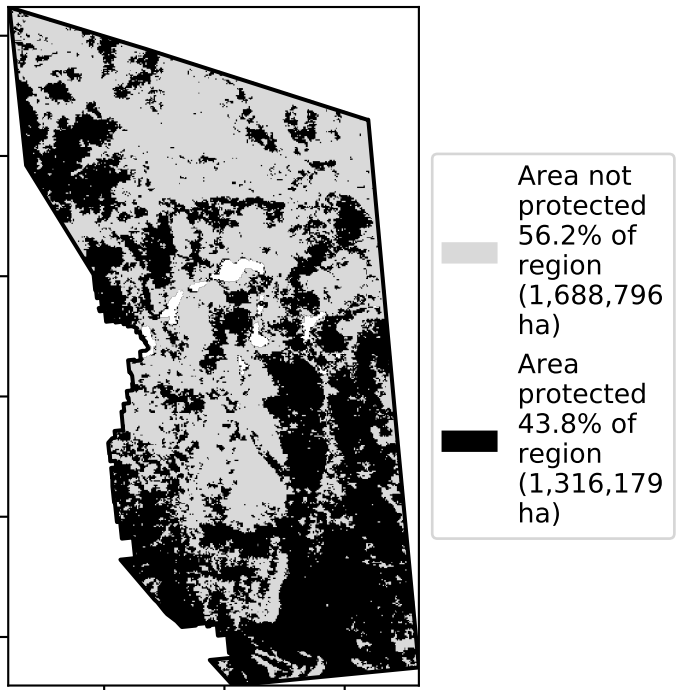 Area not
protected
56.2% of
region
(1,688,796
ha)
Area
protected
43.8% of
region
(1,316,179
ha)